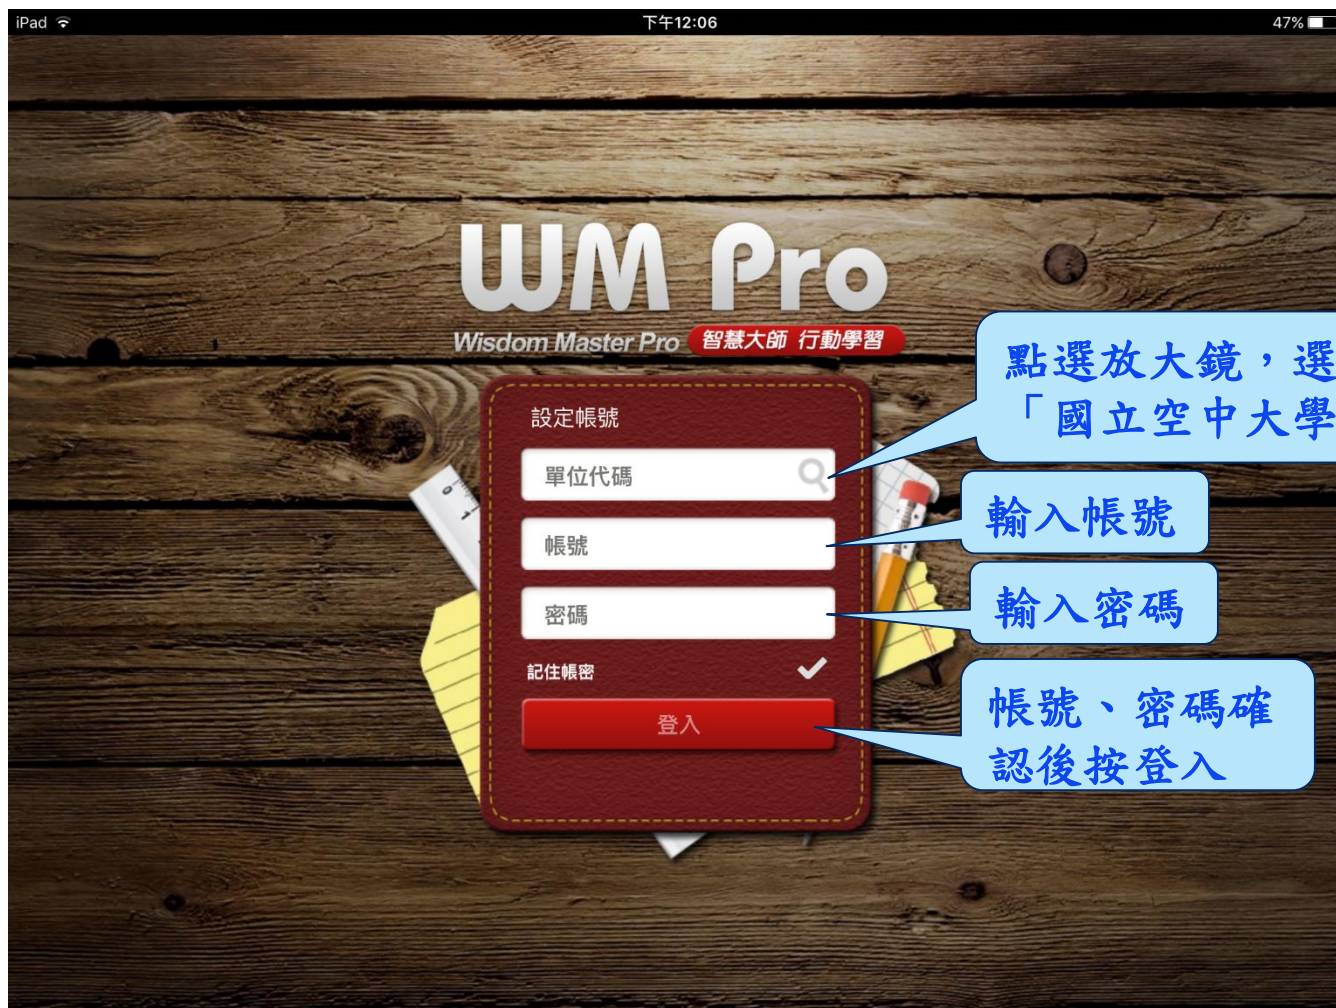 iPad 下午12:06 47%
WM Pro
Wisdom Master Pro 智慧大師 行動學習
點選放大鏡，選
「國立空中大學
設定帳號
單位代碼
帳號
輸入帳號
密碼
輸入密碼
記住帳密
登入
帳號、密碼確
認後按登入